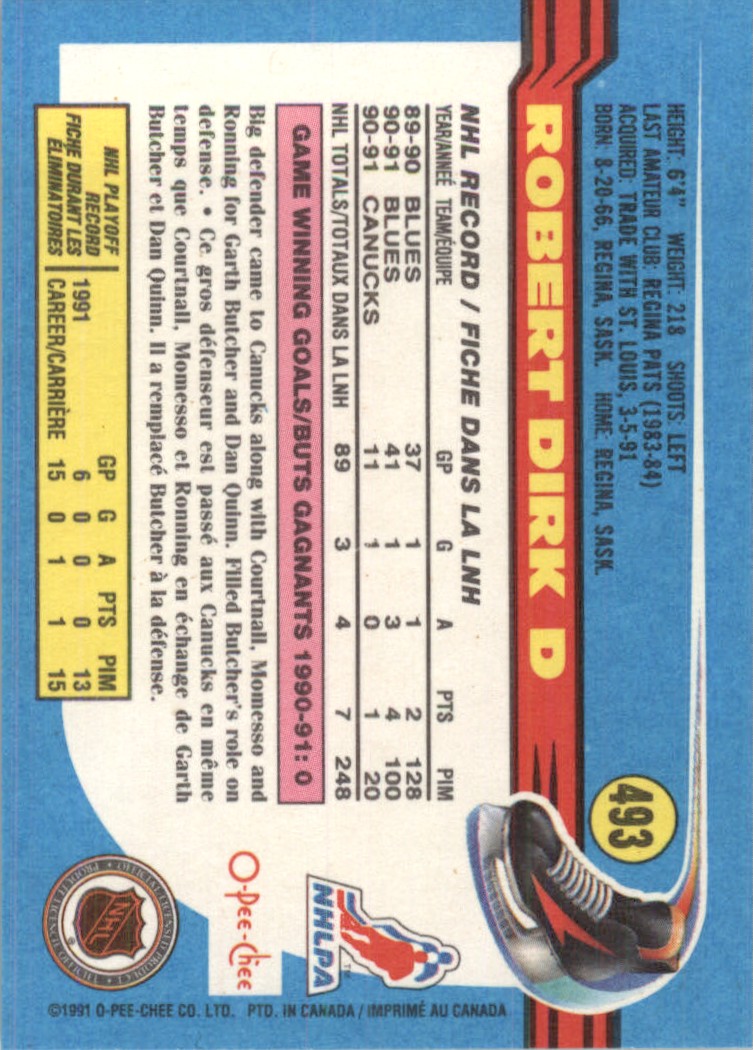 HEIGHT: 6'4" WEIGHT: 218 SHOOTS: LEFT
LAST AMATEUR CLUB: REGINA PATS (1983-84)
ACQUIRED: TRADE WITH ST. LOUIS, 3-5-91
BORN: 8-20-66, REGINA, SASK. HOME: REGINA, SASK.
493
ROBERT DIRK D
NHL RECORD / FICHE DANS LA LNH
YEAR/ANNEÉ TEAM/ÉQUIPE GP G A PTS PIM
89-90 BLUES 37 1 1 2 128
90-91 BLUES 41 1 3 4 100
90-91 CANUCKS 11 1 0 1 20
NHL TOTALS/TOTAUX DANS LA LNH 89 3 4 7 248
GAME WINNING GOALS/BUTS GAGNANTS 1990-91: 0
Big defender came to Canucks along with Courtnall, Momesso and
Ronning for Garth Butcher and Dan Quinn. Filled Butcher's role on
defense. • Ce gros défenseur est passé aux Canucks en même
temps que Courtnall, Momesso et Ronning en échange de Garth
Butcher et Dan Quinn. Il a remplacé Butcher à la défense.
NHL PLAYOFF
RECORD
FICHE DURANT LES
ÉLIMINATOIRES
GP G A PTS PIM
1991 6 0 0 0 13
CAREER/CARRIÈRE 15 0 1 1 15
NHLPA
TM
O-Pee-Chee
NHL
®
©1991 O-PEE-CHEE CO. LTD. PTD. IN CANADA / IMPRIMÉ AU CANADA